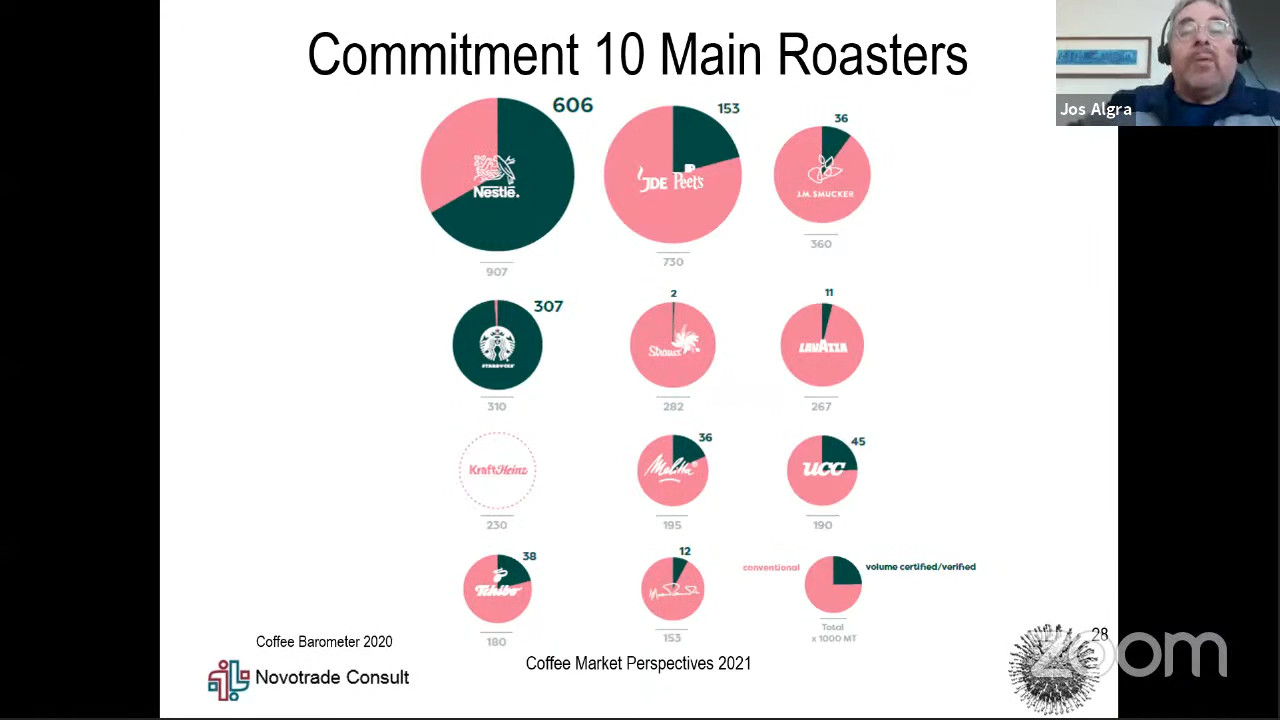 Commitment 10 Main Roasters
Jos Algra
606
Nestlé.
907
153
JDE Peet's
730
36
J.M. SMUCKER
360
307
STARBUCKS
310
2
Strauss
282
11
LAVAZZA
267
KraftHeinz
230
36
Melitta
195
45
UCC
190
38
Tchibo
180
12
153
conventional
volume certified/verified
Total
x 1000 MT
Coffee Barometer 2020
Novotrade Consult
Coffee Market Perspectives 2021
28
zoom